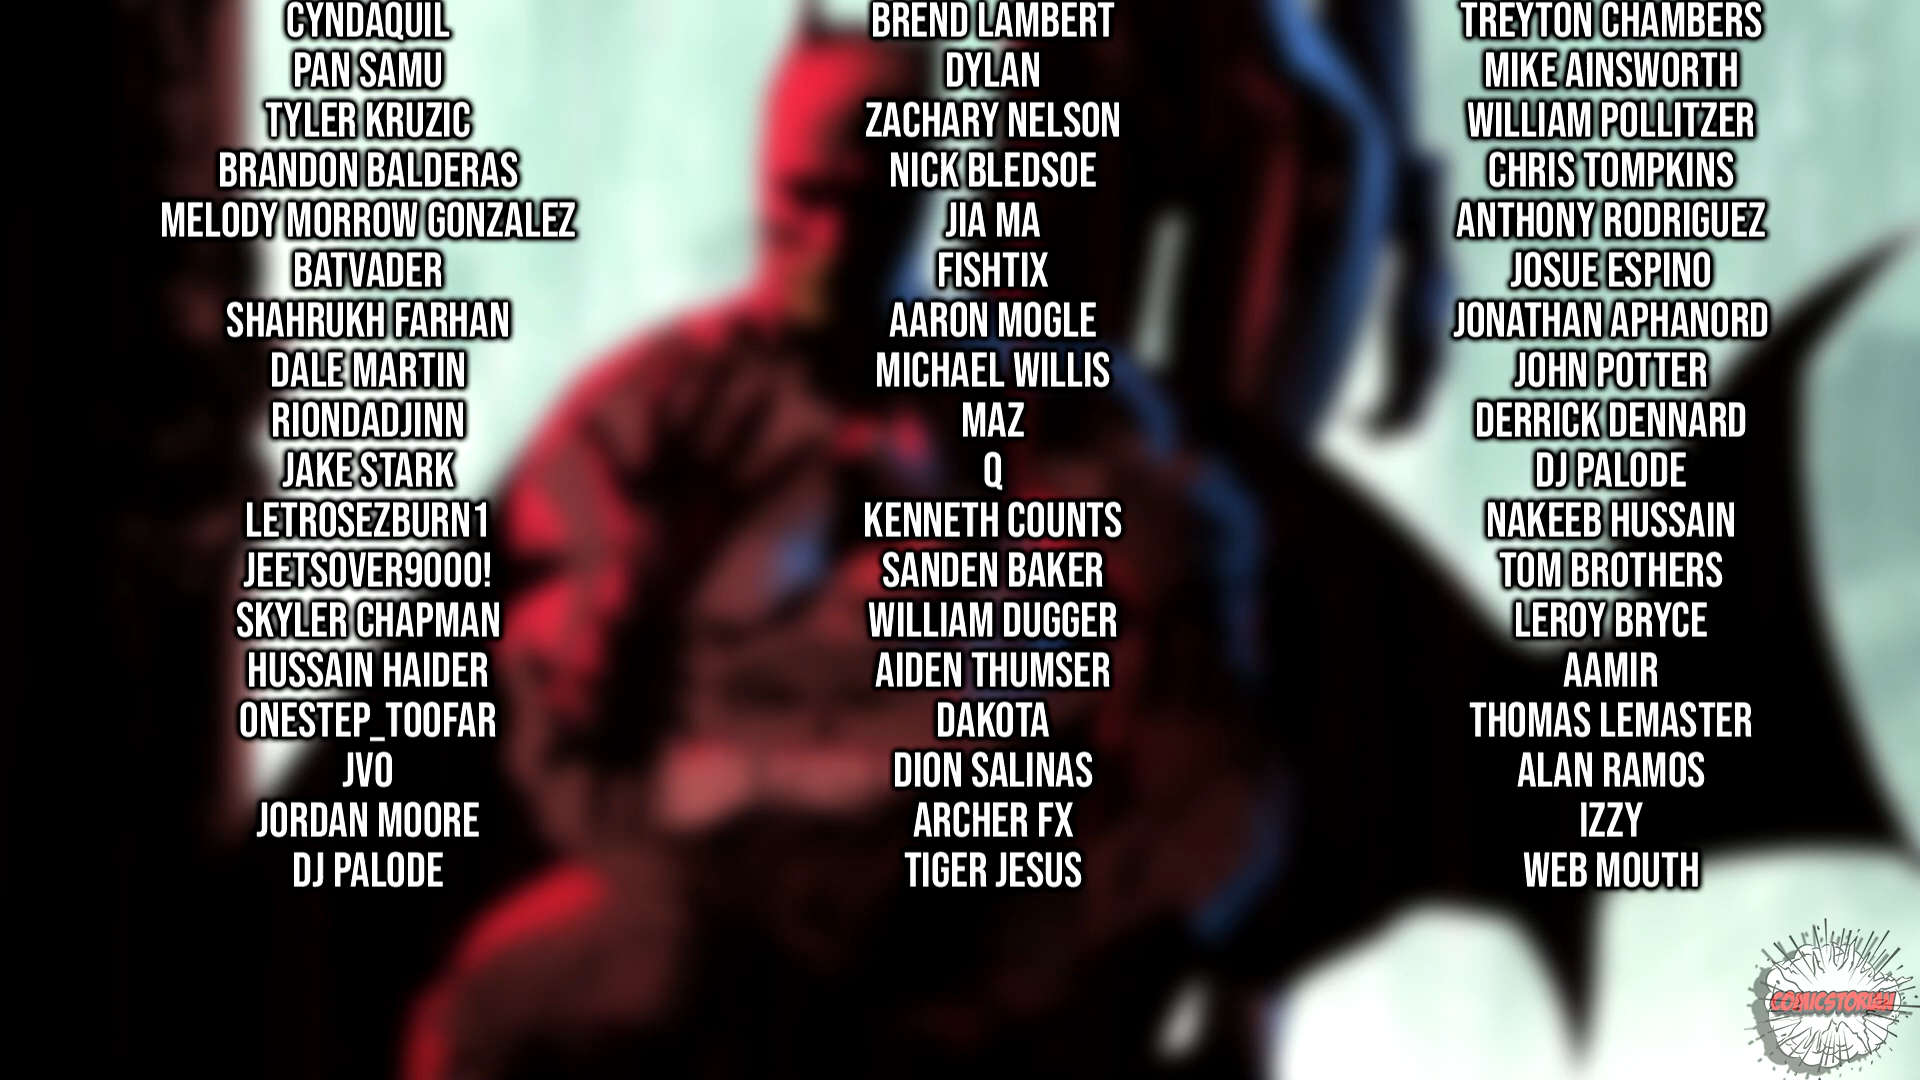 CYNDAQUIL
PAN SAMU
TYLER KRUZIC
BRANDON BALDERAS
MELODY MORROW GONZALEZ
BATVADER
SHAHRUKH FARHAN
DALE MARTIN
RIONDADJINN
JAKE STARK
LETROSEZBURN1
JEETSOVER9000!
SKYLER CHAPMAN
HUSSAIN HAIDER
ONESTEP_TOOFAR
JVO
JORDAN MOORE
DJ PALODE
BREND LAMBERT
DYLAN
ZACHARY NELSON
NICK BLEDSOE
JIA MA
FISHTIX
AARON MOGLE
MICHAEL WILLIS
MAZ
Q
KENNETH COUNTS
SANDEN BAKER
WILLIAM DUGGER
AIDEN THUMSER
DAKOTA
DION SALINAS
ARCHER FX
TIGER JESUS
TREYTON CHAMBERS
MIKE AINSWORTH
WILLIAM POLLITZER
CHRIS TOMPKINS
ANTHONY RODRIGUEZ
JOSUE ESPINO
JONATHAN APHANORD
JOHN POTTER
DERRICK DENNARD
DJ PALODE
NAKEEB HUSSAIN
TOM BROTHERS
LEROY BRYCE
AAMIR
THOMAS LEMASTER
ALAN RAMOS
IZZY
WEB MOUTH
COMICSTORIAN